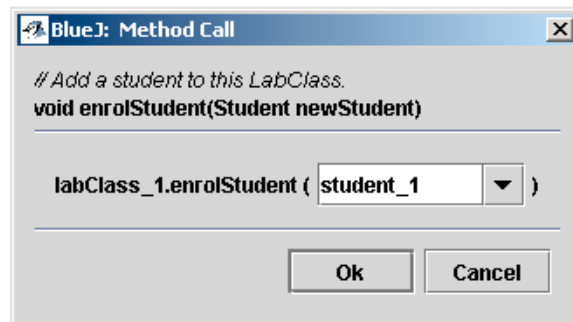 BlueJ: Method Call
// Add a student to this LabClass.
void enrolStudent(Student newStudent)
labClass_1.enrolStudent ( student_1 )
Ok Cancel